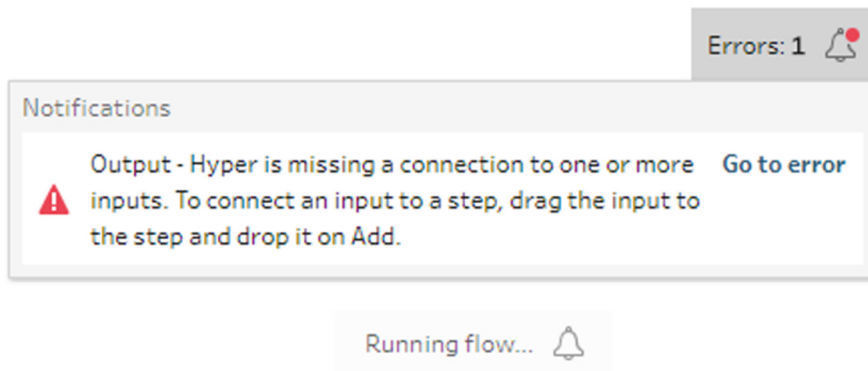 Errors: 1
Notifications
Output - Hyper is missing a connection to one or more
inputs. To connect an input to a step, drag the input to
the step and drop it on Add.
Go to error
Running flow...